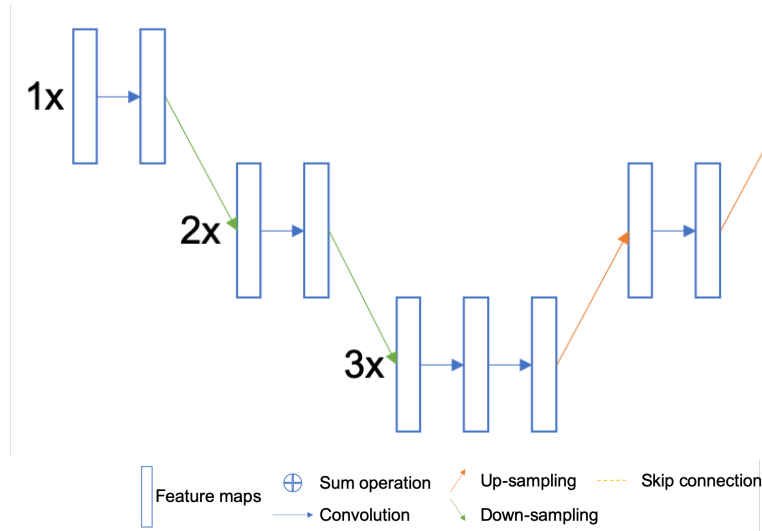 1x
2x
3x
Feature maps
Sum operation
Convolution
Up-sampling
Down-sampling
Skip connection